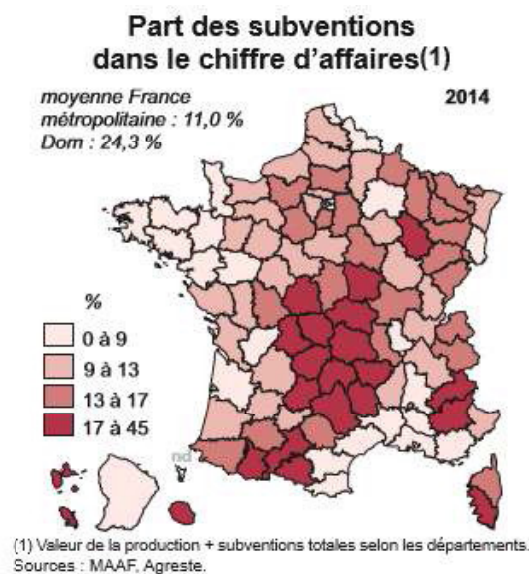 Part des subventions
dans le chiffre d'affaires(1)
moyenne France
métropolitaine : 11,0 %
Dom : 24,3 %
2014
%
0 à 9
9 à 13
13 à 17
17 à 45
nd
(1) Valeur de la production + subventions totales selon les départements.
Sources : MAAF, Agreste.